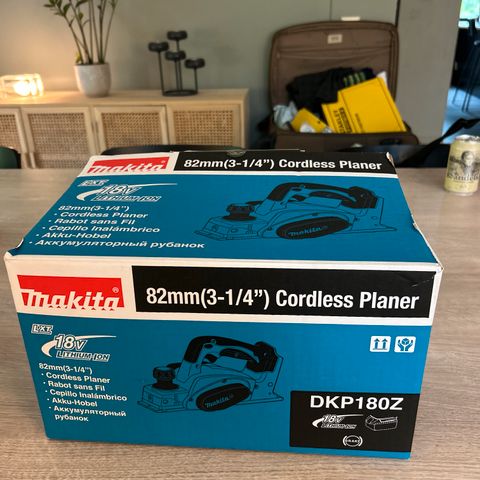 makita®
82mm(3-1/4") Cordless Planer
LXT
18V
LITHIUM-ION
82mm(3-1/4")
· Cordless Planer
· Rabot sans Fil
· Cepillo Inalámbrico
· Akku-Hobel
· Аккумуляторный рубанок
makita
makita®
82mm(3-1/4") Cordless Planer
LXT
18V
LITHIUM-ION
82mm(3-1/4")
· Cordless Planer
· Rabot sans Fil
· Cepillo Inalámbrico
· Akku-Hobel
· Аккумуляторный
рубанок
makita
DKP180Z
18V